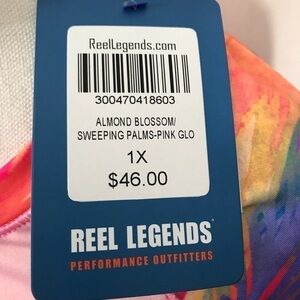 ReelLegends.com
300470418603
ALMOND BLOSSOM/
SWEEPING PALMS-PINK GLO
1X
$46.00
REEL LEGENDS
PERFORMANCE OUTFITTERS